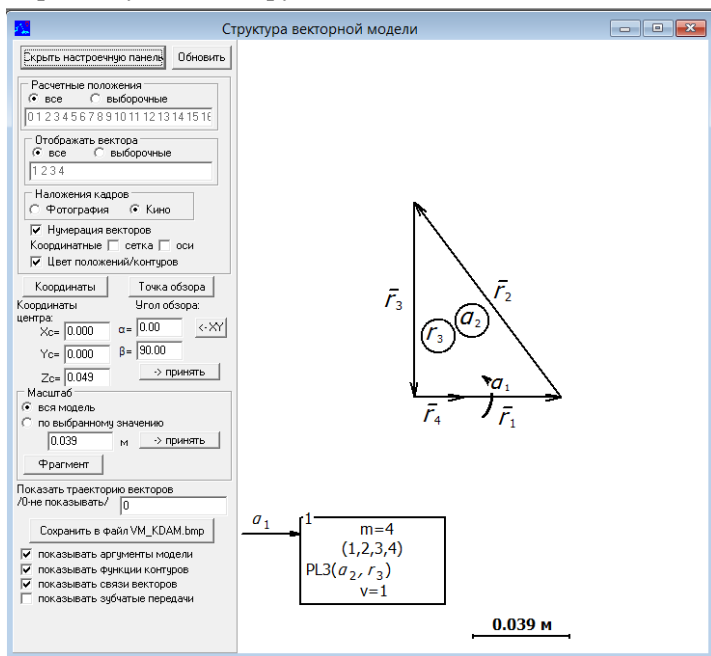 Структура векторной модели
Скрыть настроечную панель
Обновить
Расчетные положения
все
выборочные
0 1 2 3 4 5 6 7 8 9 10 11 12 13 14 15 16
Отображать вектора
все
выборочные
1 2 3 4
Наложения кадров
Фотография
Кино
Нумерация векторов
Координатные
сетка
оси
Цвет положений/контуров
Координаты
Точка обзора
Координаты центра:
Угол обзора:
Xc= 0.000
α= 0.00
<-XY
Yc= 0.000
β= 90.00
Zc= 0.049
-> принять
Масштаб
вся модель
по выбранному значению
0.039 м
-> принять
Фрагмент
Показать траекторию векторов
/0-не показывать/ 0
Сохранить в файл VM_KDAM.bmp
показывать аргументы модели
показывать функции контуров
показывать связи векторов
показывать зубчатые передачи
r̄2
r̄3
a2
r3
a1
r̄4
r̄1
a1
1
m=4
(1,2,3,4)
PL3(a2, r3)
v=1
0.039 м